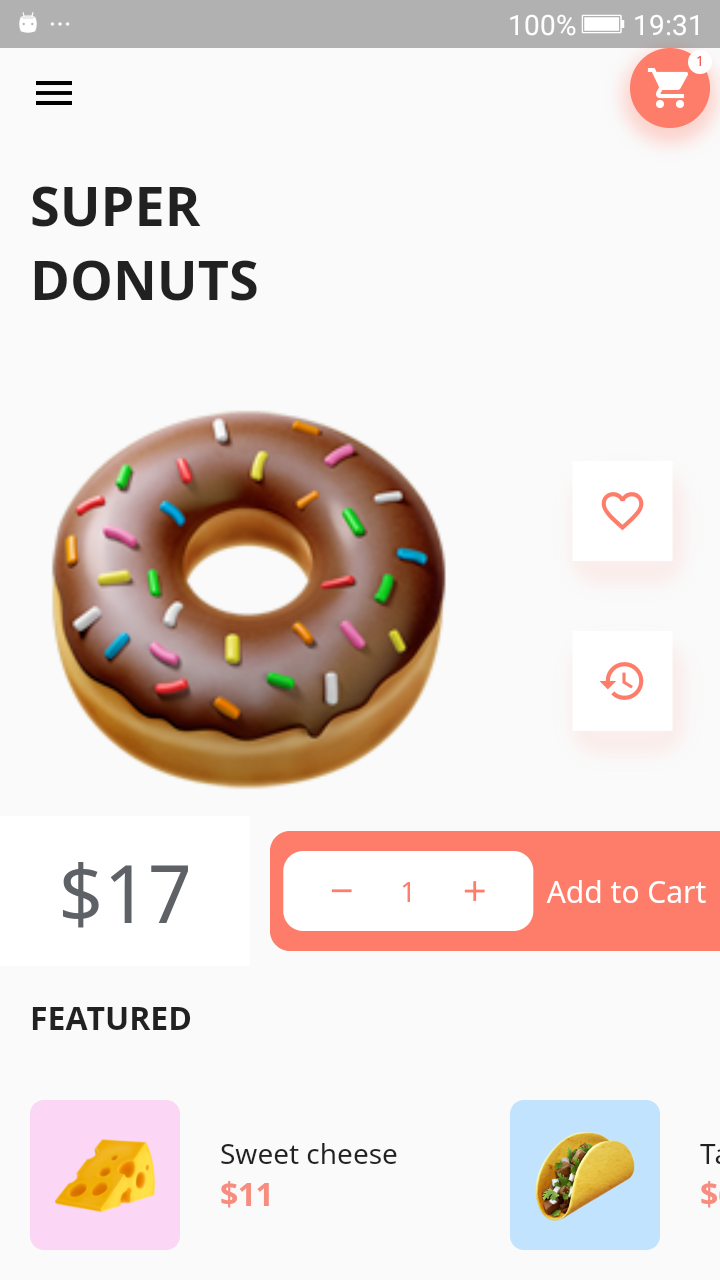 100% 19:31
1
SUPER
DONUTS
$17
1
Add to Cart
FEATURED
Sweet cheese
$11